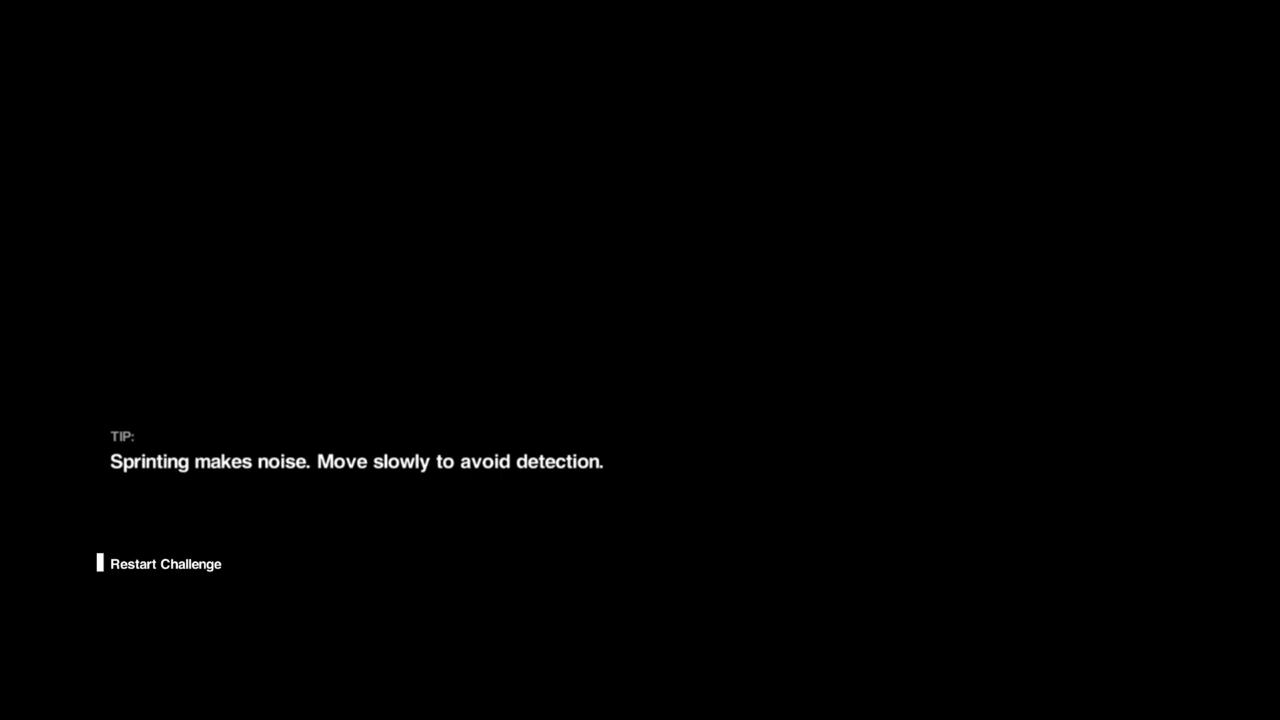 TIP:
Sprinting makes noise. Move slowly to avoid detection.
Restart Challenge